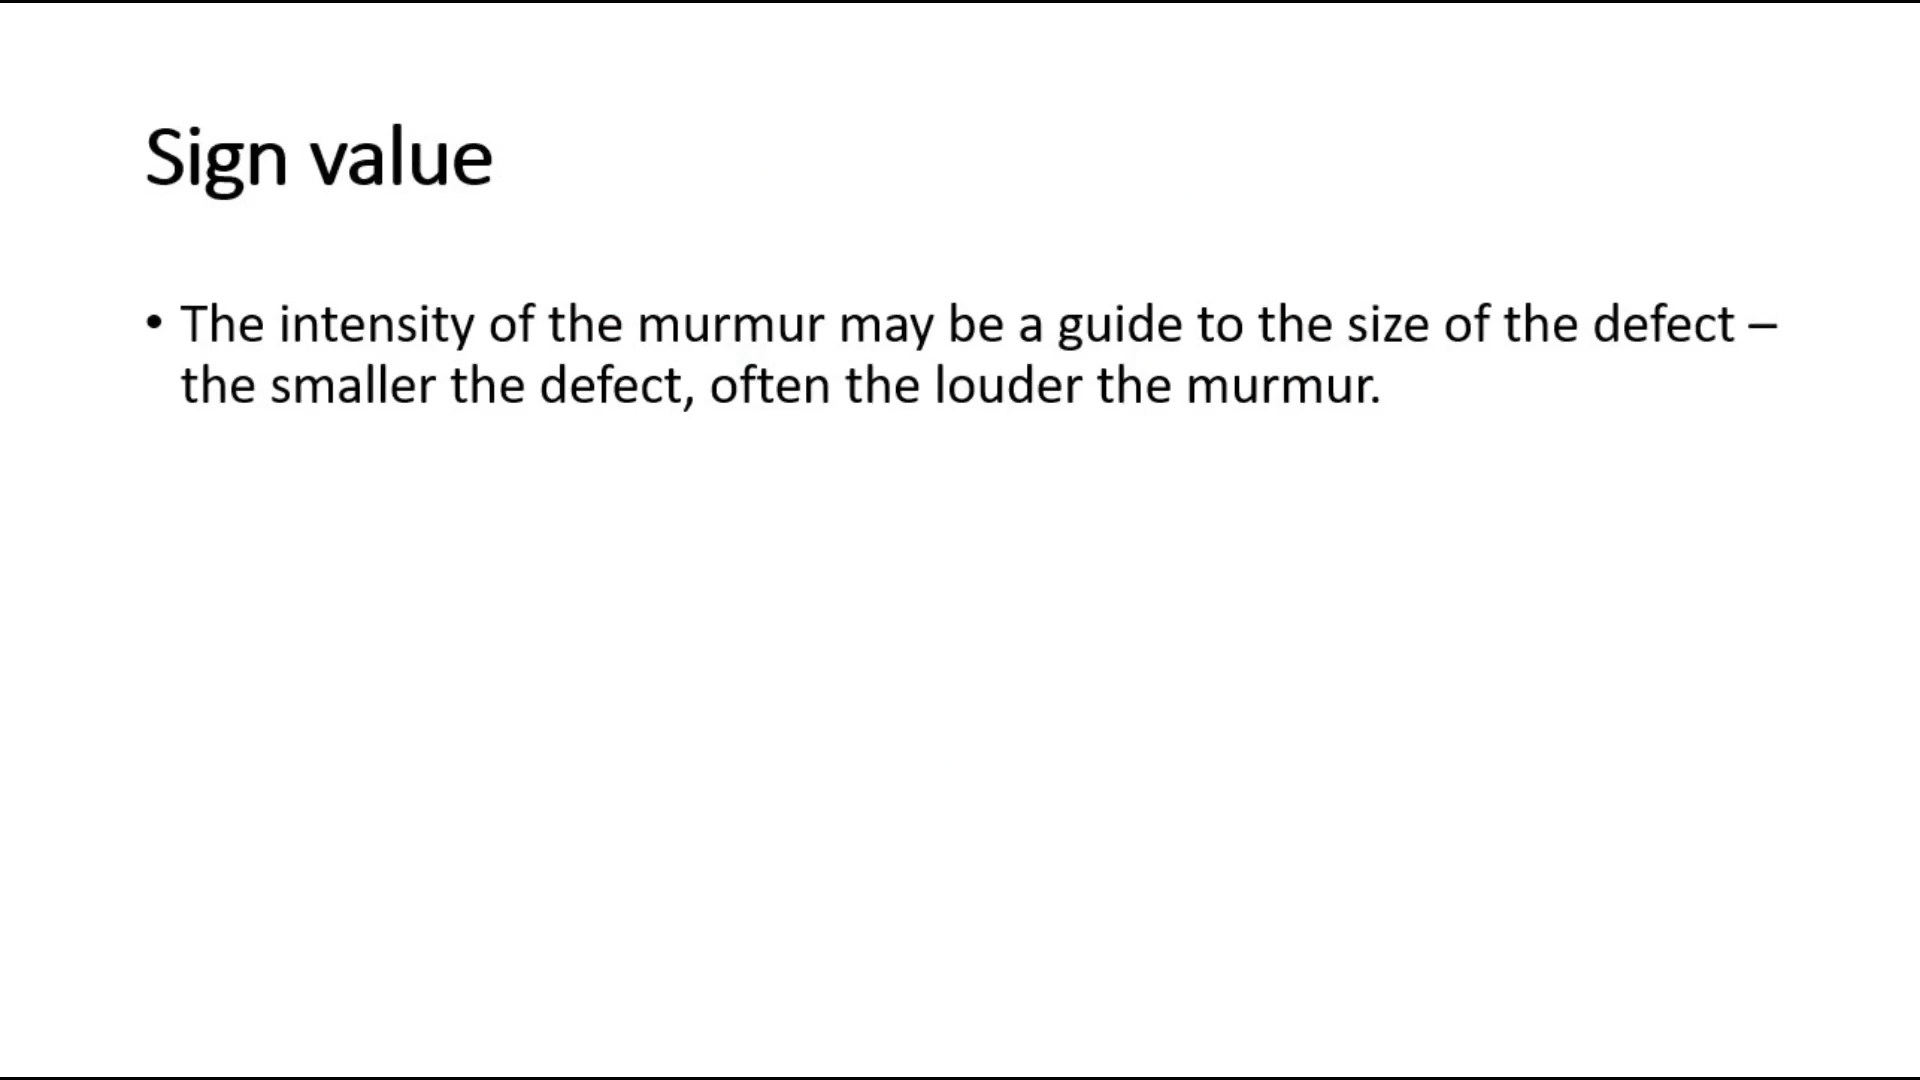 Sign value
• The intensity of the murmur may be a guide to the size of the defect –
the smaller the defect, often the louder the murmur.